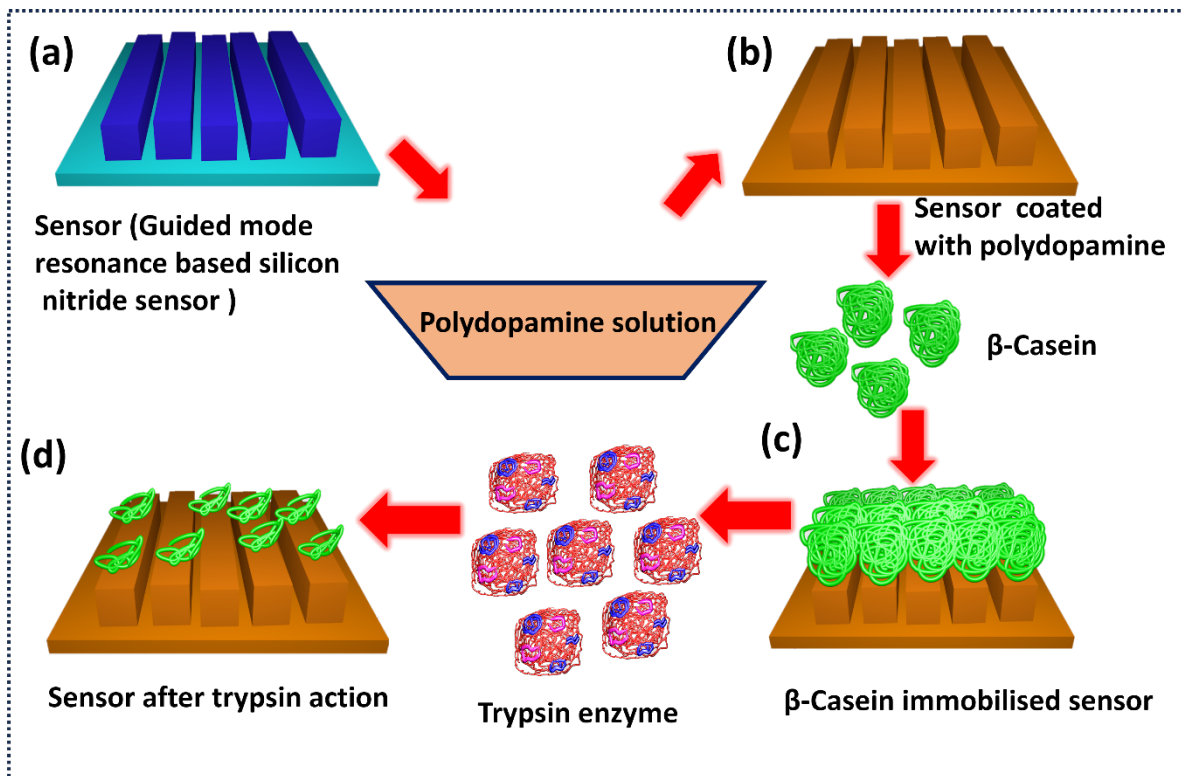 (a)
(b)
Sensor (Guided mode
resonance based silicon
nitride sensor )
Sensor coated
with polydopamine
Polydopamine solution
β-Casein
(d)
(c)
Sensor after trypsin action
Trypsin enzyme
β-Casein immobilised sensor